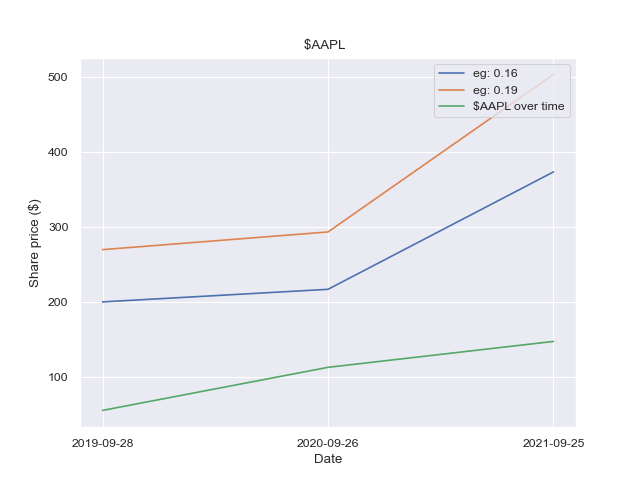 $AAPL
eg: 0.16
eg: 0.19
$AAPL over time
500
400
300
200
100
Share price ($)
2019-09-28
2020-09-26
2021-09-25
Date